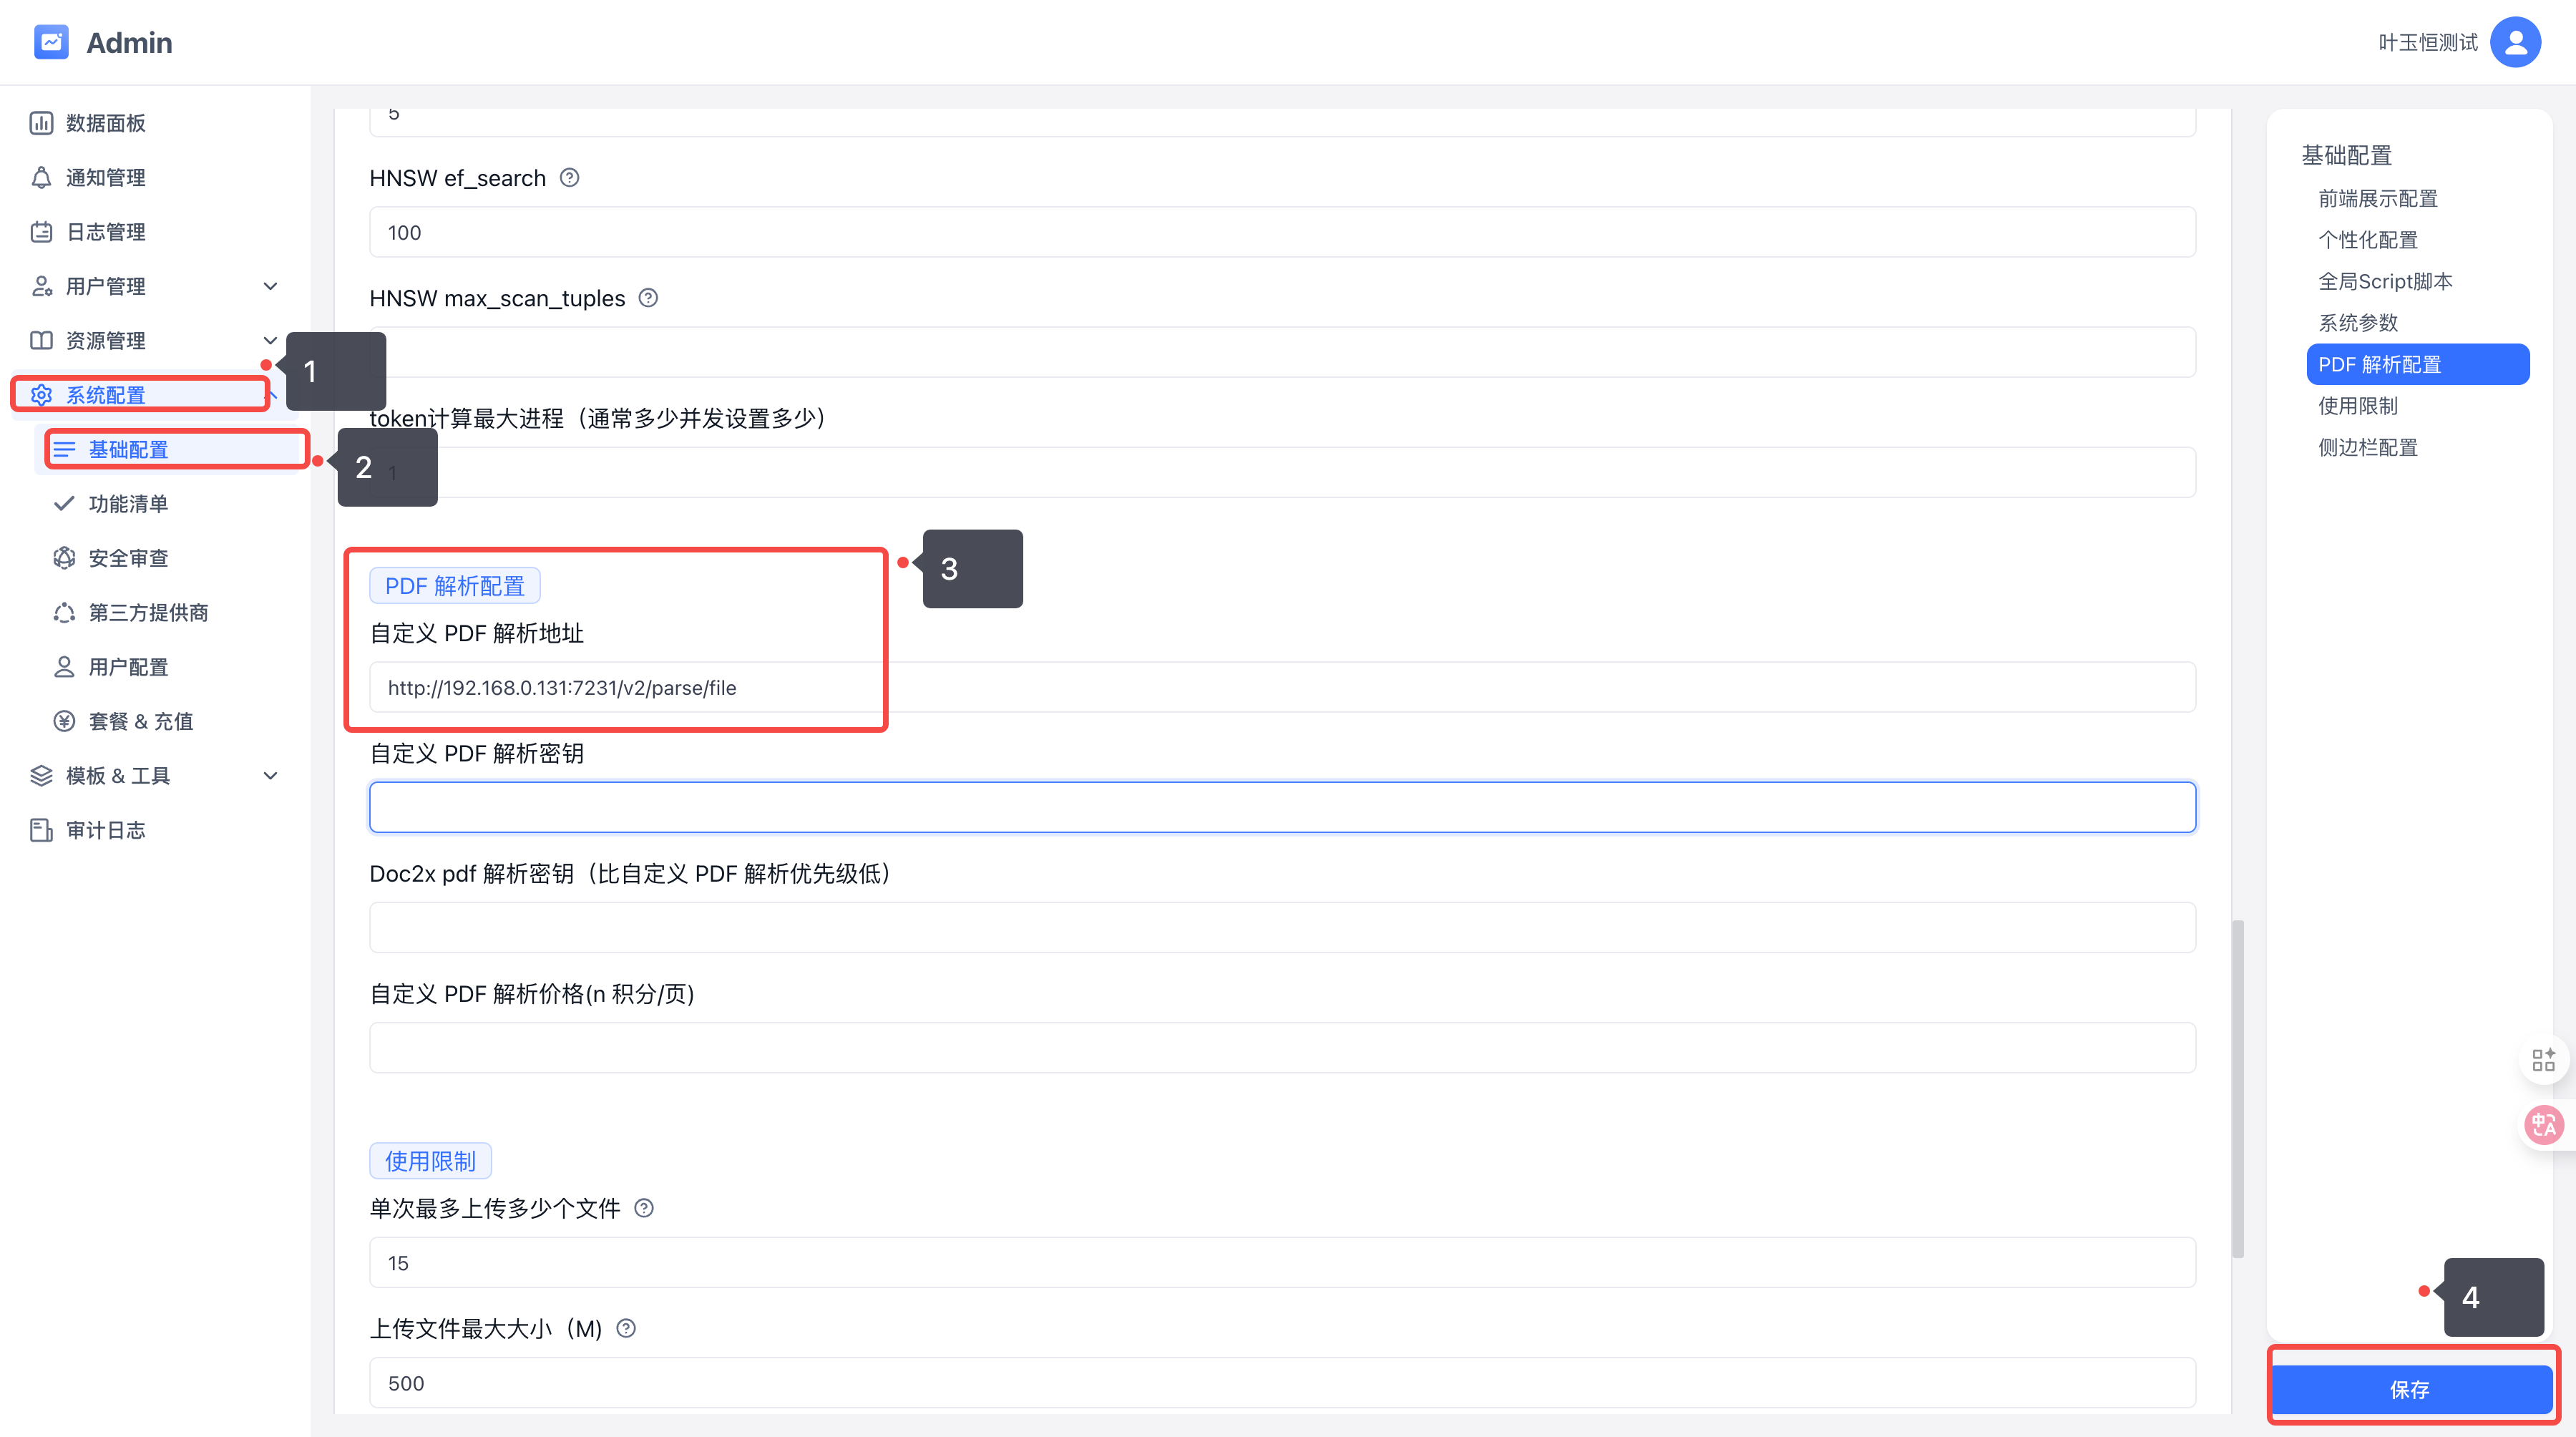 Admin
叶玉恒测试
数据面板
通知管理
日志管理
用户管理
资源管理
系统配置
基础配置
功能清单
安全审查
第三方提供商
用户配置
套餐 & 充值
模板 & 工具
审计日志
1
2
5
HNSW ef_search
100
HNSW max_scan_tuples
token计算最大进程（通常多少并发设置多少）
1
3
PDF 解析配置
自定义 PDF 解析地址
http://192.168.0.131:7231/v2/parse/file
自定义 PDF 解析密钥
Doc2x pdf 解析密钥（比自定义 PDF 解析优先级低）
自定义 PDF 解析价格(n 积分/页)
使用限制
单次最多上传多少个文件
15
上传文件最大大小（M)
500
基础配置
前端展示配置
个性化配置
全局Script脚本
系统参数
PDF 解析配置
使用限制
侧边栏配置
中A
4
保存